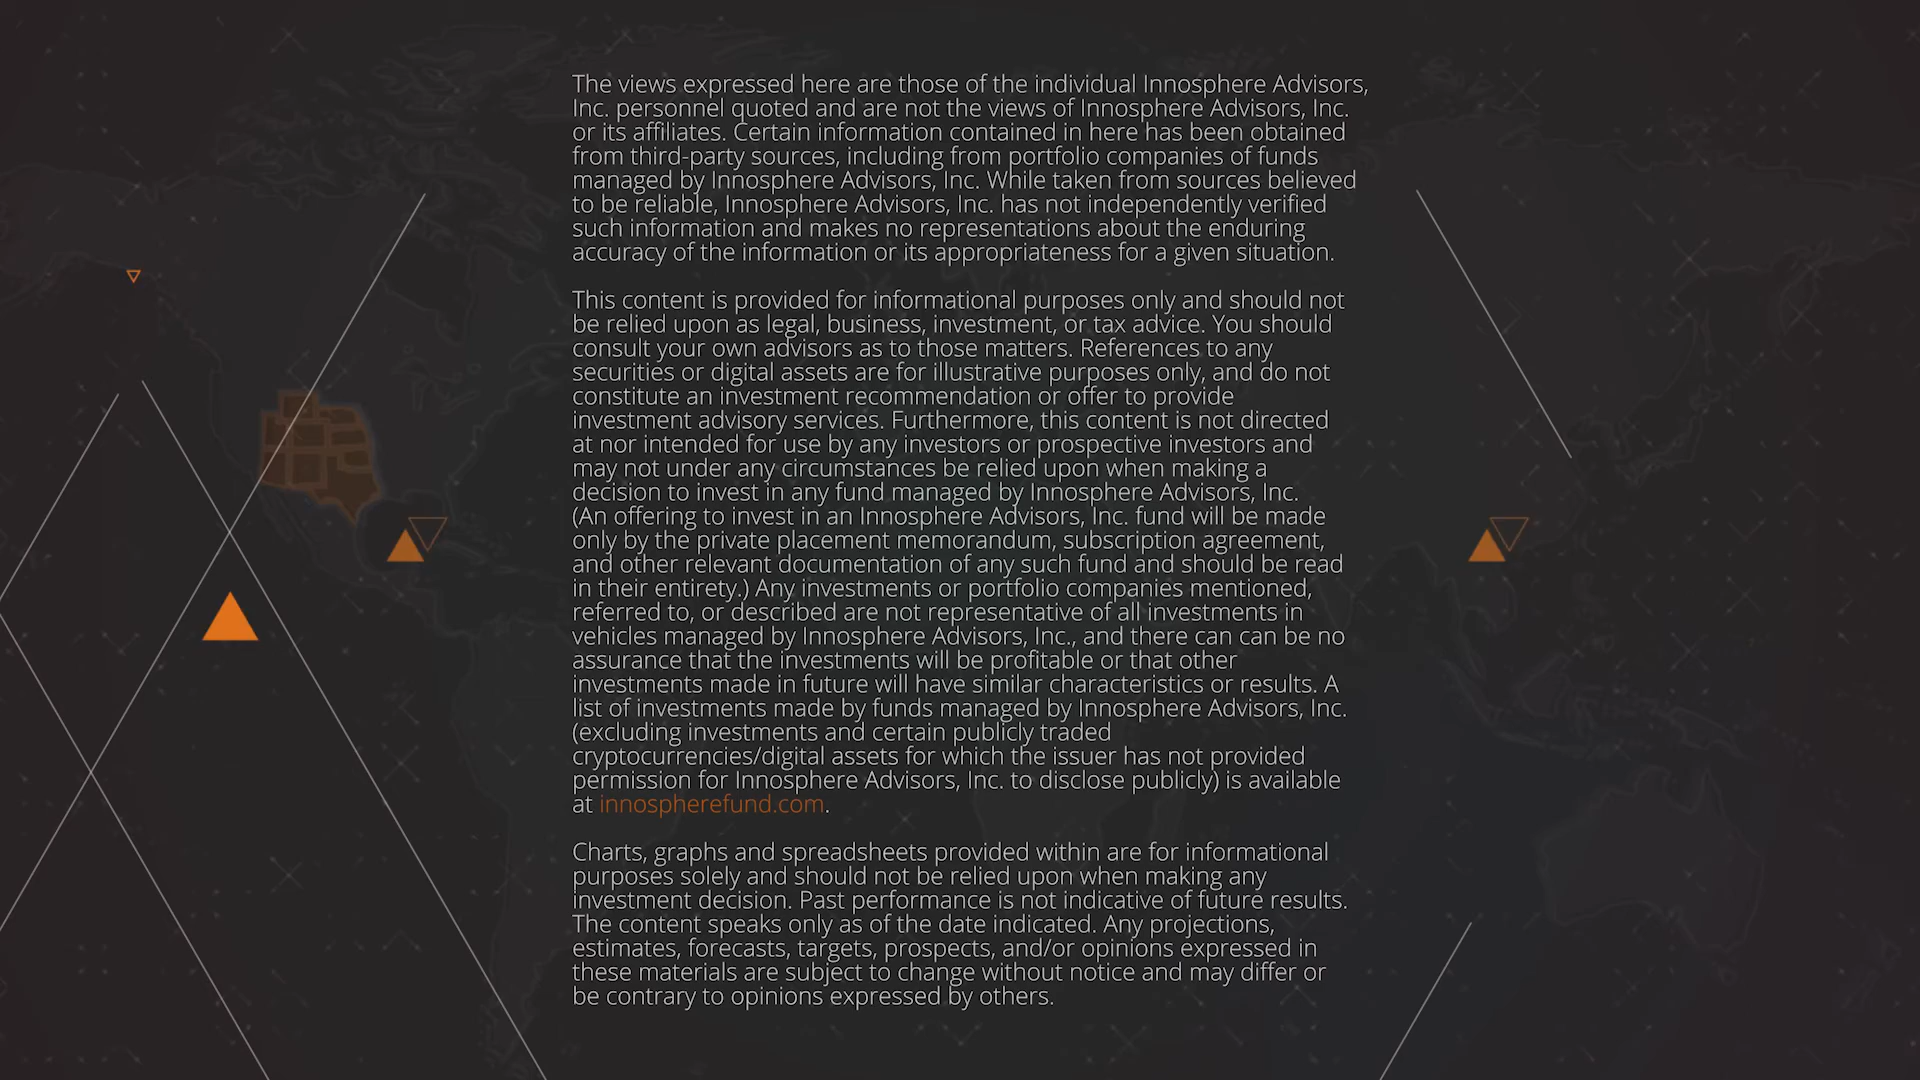 The views expressed here are those of the individual Innosphere Advisors,
Inc. personnel quoted and are not the views of Innosphere Advisors, Inc.
or its affiliates. Certain information contained in here has been obtained
from third-party sources, including from portfolio companies of funds
managed by Innosphere Advisors, Inc. While taken from sources believed
to be reliable, Innosphere Advisors, Inc. has not independently verified
such information and makes no representations about the enduring
accuracy of the information or its appropriateness for a given situation.
This content is provided for informational purposes only and should not
be relied upon as legal, business, investment, or tax advice. You should
consult your own advisors as to those matters. References to any
securities or digital assets are for illustrative purposes only, and do not
constitute an investment recommendation or offer to provide
investment advisory services. Furthermore, this content is not directed
at nor intended for use by any investors or prospective investors and
may not under any circumstances be relied upon when making a
decision to invest in any fund managed by Innosphere Advisors, Inc.
(An offering to invest in an Innosphere Advisors, Inc. fund will be made
only by the private placement memorandum, subscription agreement,
and other relevant documentation of any such fund and should be read
in their entirety.) Any investments or portfolio companies mentioned,
referred to, or described are not representative of all investments in
vehicles managed by Innosphere Advisors, Inc., and there can can be no
assurance that the investments will be profitable or that other
investments made in future will have similar characteristics or results. A
list of investments made by funds managed by Innosphere Advisors, Inc.
(excluding investments and certain publicly traded
cryptocurrencies/digital assets for which the issuer has not provided
permission for Innosphere Advisors, Inc. to disclose publicly) is available
at innospherefund.com.
Charts, graphs and spreadsheets provided within are for informational
purposes solely and should not be relied upon when making any
investment decision. Past performance is not indicative of future results.
The content speaks only as of the date indicated. Any projections,
estimates, forecasts, targets, prospects, and/or opinions expressed in
these materials are subject to change without notice and may differ or
be contrary to opinions expressed by others.